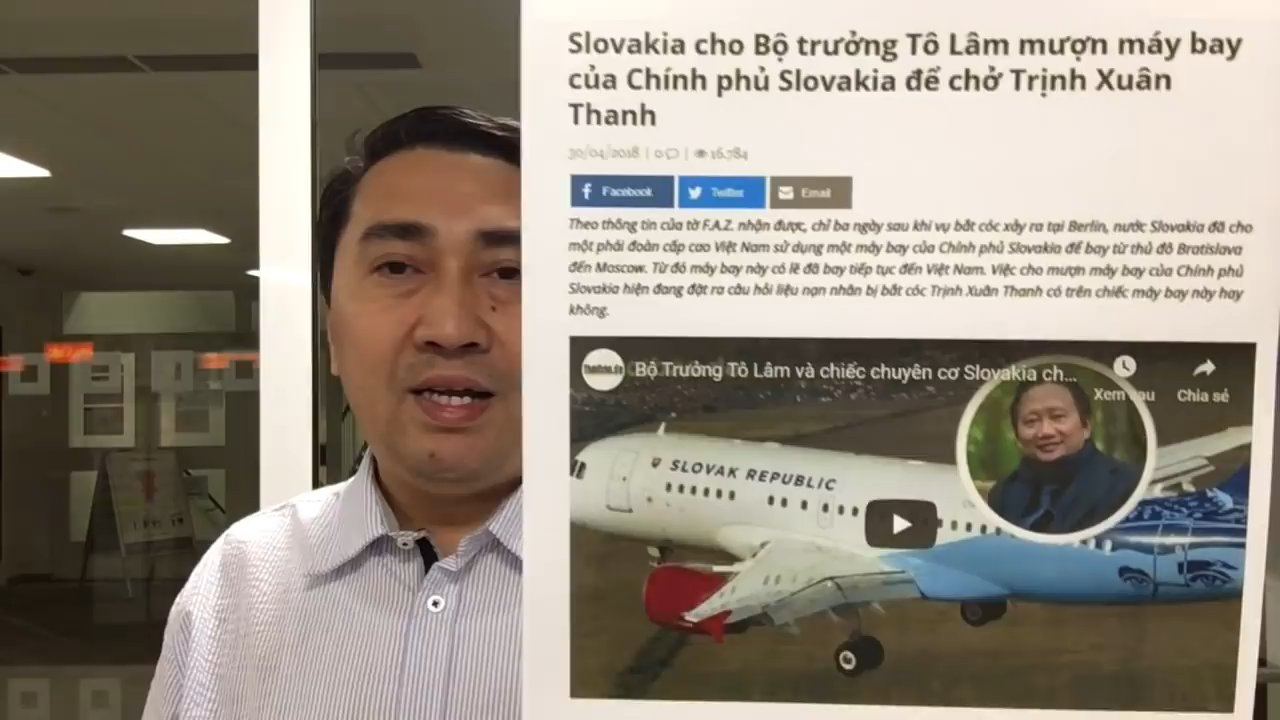 Slovakia cho Bộ trưởng Tô Lâm mượn máy bay
của Chính phủ Slovakia để chở Trịnh Xuân
Thanh
30/04/2018 | 0 | 16,784
Facebook
Twitter
Email
Theo thông tin của tờ F.A.Z. nhận được, chỉ ba ngày sau khi vụ bắt cóc xảy ra tại Berlin, nước Slovakia đã cho
một phái đoàn cấp cao Việt Nam sử dụng một máy bay của Chính phủ Slovakia để bay từ thủ đô Bratislava
đến Moscow. Từ đó máy bay này có lẽ đã bay tiếp tục đến Việt Nam. Việc cho mượn máy bay của Chính phủ
Slovakia hiện đang đặt ra câu hỏi liệu nạn nhân bị bắt cóc Trịnh Xuân Thanh có trên chiếc máy bay này hay
không.
Thoibao.de
Bộ Trưởng Tô Lâm và chiếc chuyên cơ Slovakia ch...
Xem sau
Chia sẻ
SLOVAK REPUBLIC